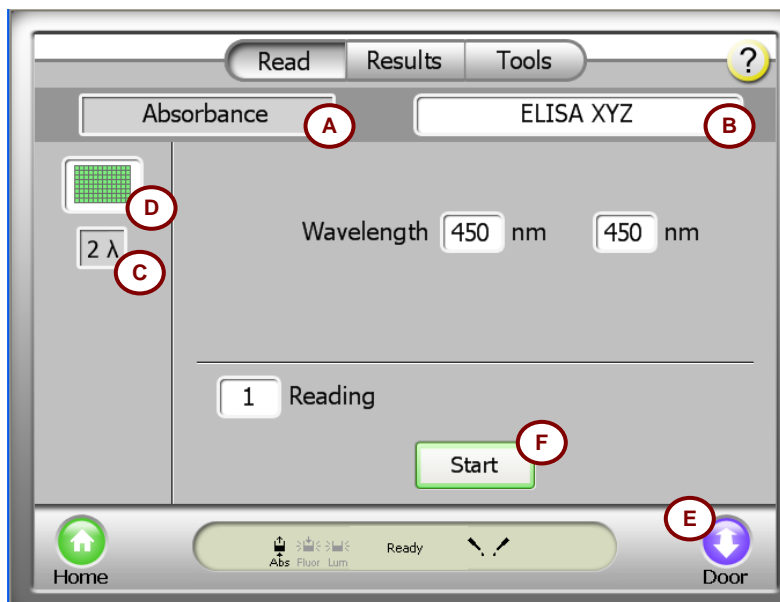 Read Results Tools ?
Absorbance A ELISA XYZ B
D
Wavelength 450 nm 450 nm
2 λ
C
1 Reading
F
Start
E
Ready
Abs Fluor Lum
Home Door